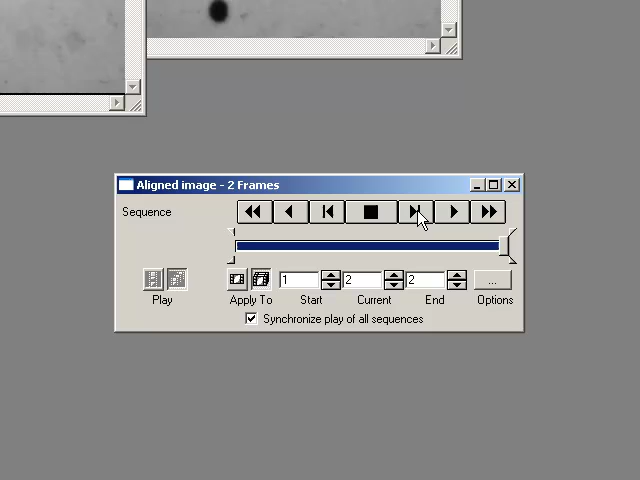 Aligned image - 2 Frames
Sequence
1 2 2 ...
Play Apply To Start Current End Options
Synchronize play of all sequences